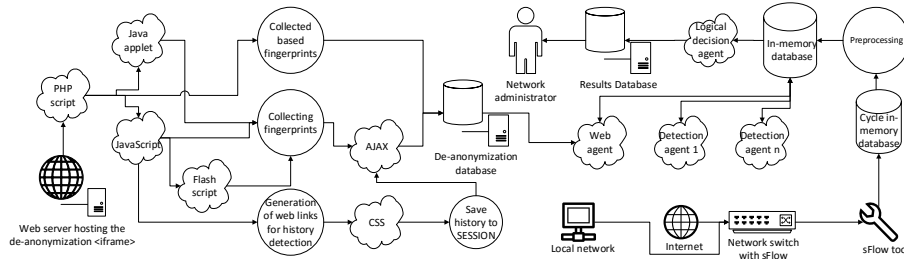 Java
applet
Collected
based
fingerprints
PHP
script
JavaScript
Collecting
fingerprints
AJAX
Flash
script
Web server hosting the
de-anonymization <iframe>
Generation
of web links
for history
detection
CSS
Save
history to
SESSION
De-anonymization
database
Network
administrator
Results Database
Logical
decision
agent
In-memory
database
Preprocessing
Web
agent
Detection
agent 1
Detection
agent n
Cycle in-
memory
database
Local network
Internet
Network switch
with sFlow
sFlow tool